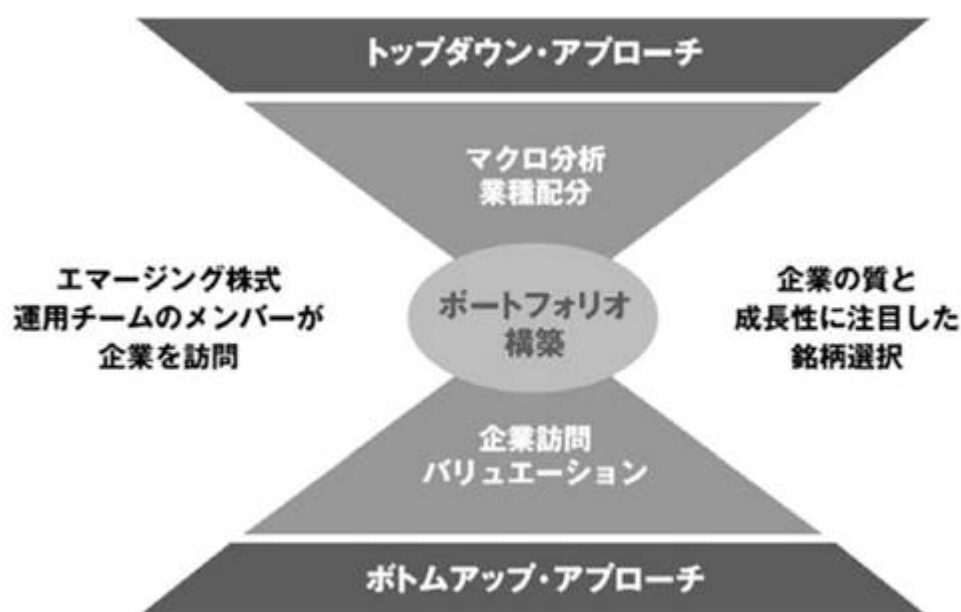 トップダウン・アプローチ
マクロ分析
業種配分
エマージング株式
運用チームのメンバーが
企業を訪問
ポートフォリオ
構築
企業の質と
成長性に注目した
銘柄選択
企業訪問
バリュエーション
ボトムアップ・アプローチ